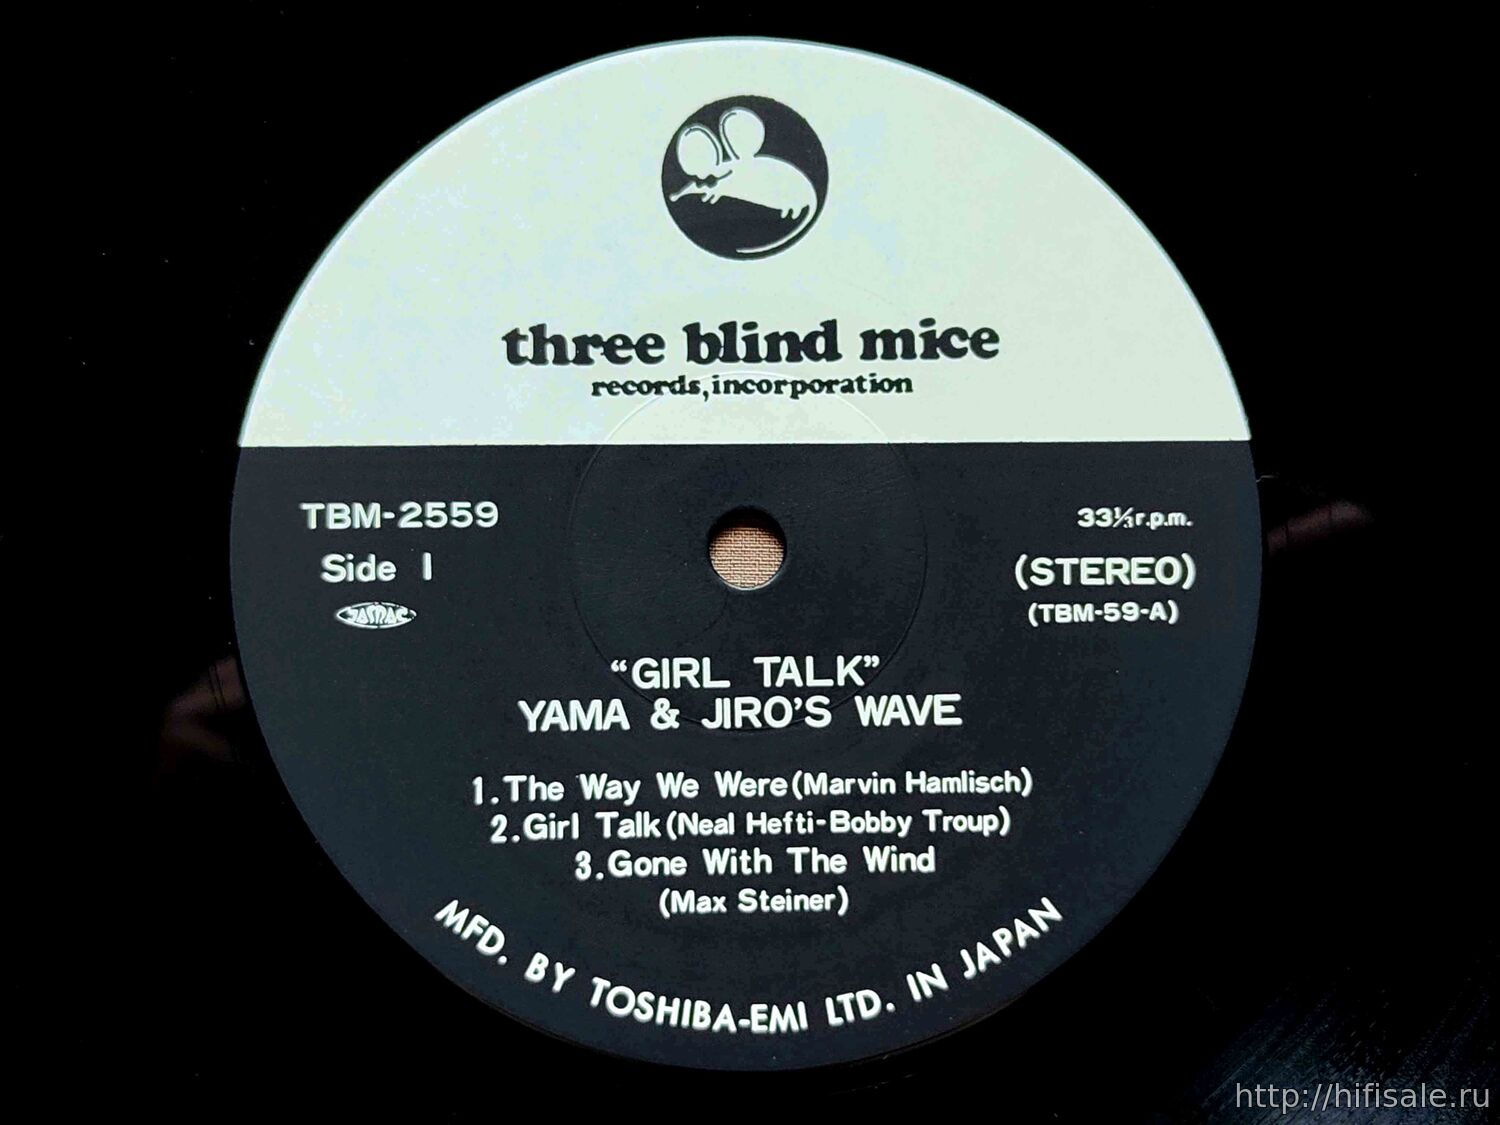 three blind mice
records, incorporation
TBM-2559
33⅓ r.p.m.
Side 1
(STEREO)
JASRAC
(TBM-59-A)
“GIRL TALK”
YAMA & JIRO’S WAVE
1. The Way We Were (Marvin Hamlisch)
2. Girl Talk (Neal Hefti-Bobby Troup)
3. Gone With The Wind
(Max Steiner)
MFD. BY TOSHIBA-EMI LTD. IN JAPAN
http://hifisale.ru